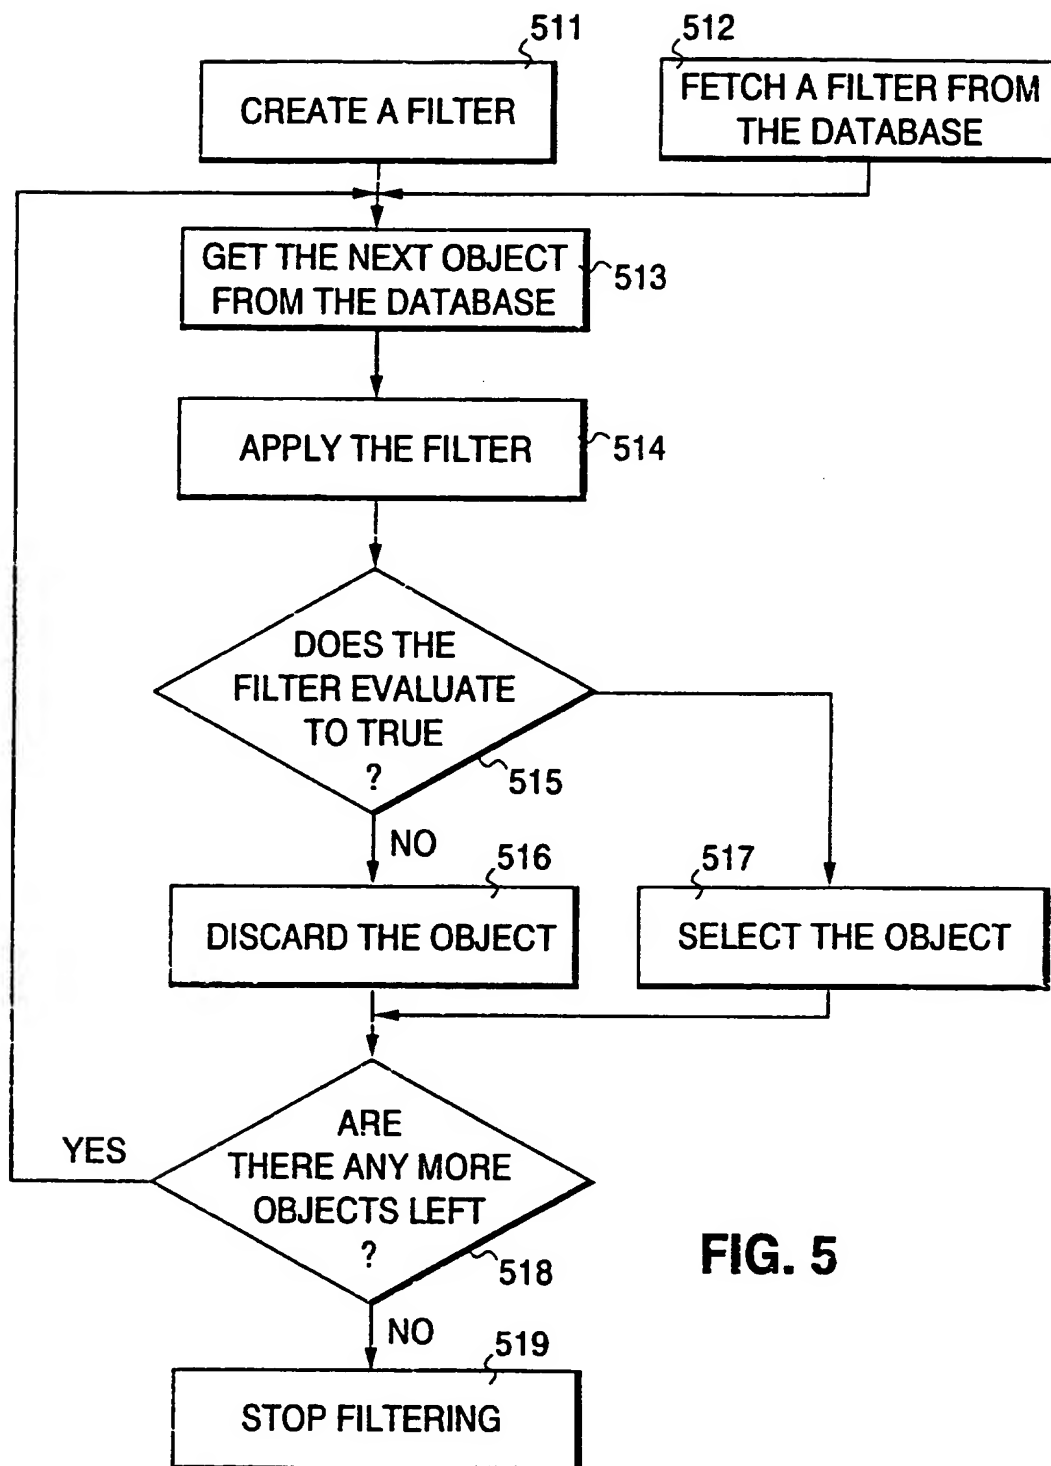 511
CREATE A FILTER
512
FETCH A FILTER FROM
THE DATABASE
GET THE NEXT OBJECT
FROM THE DATABASE
513
APPLY THE FILTER
514
DOES THE
FILTER EVALUATE
TO TRUE
?
515
NO
516
DISCARD THE OBJECT
517
SELECT THE OBJECT
YES
ARE
THERE ANY MORE
OBJECTS LEFT
?
518
FIG. 5
NO
519
STOP FILTERING